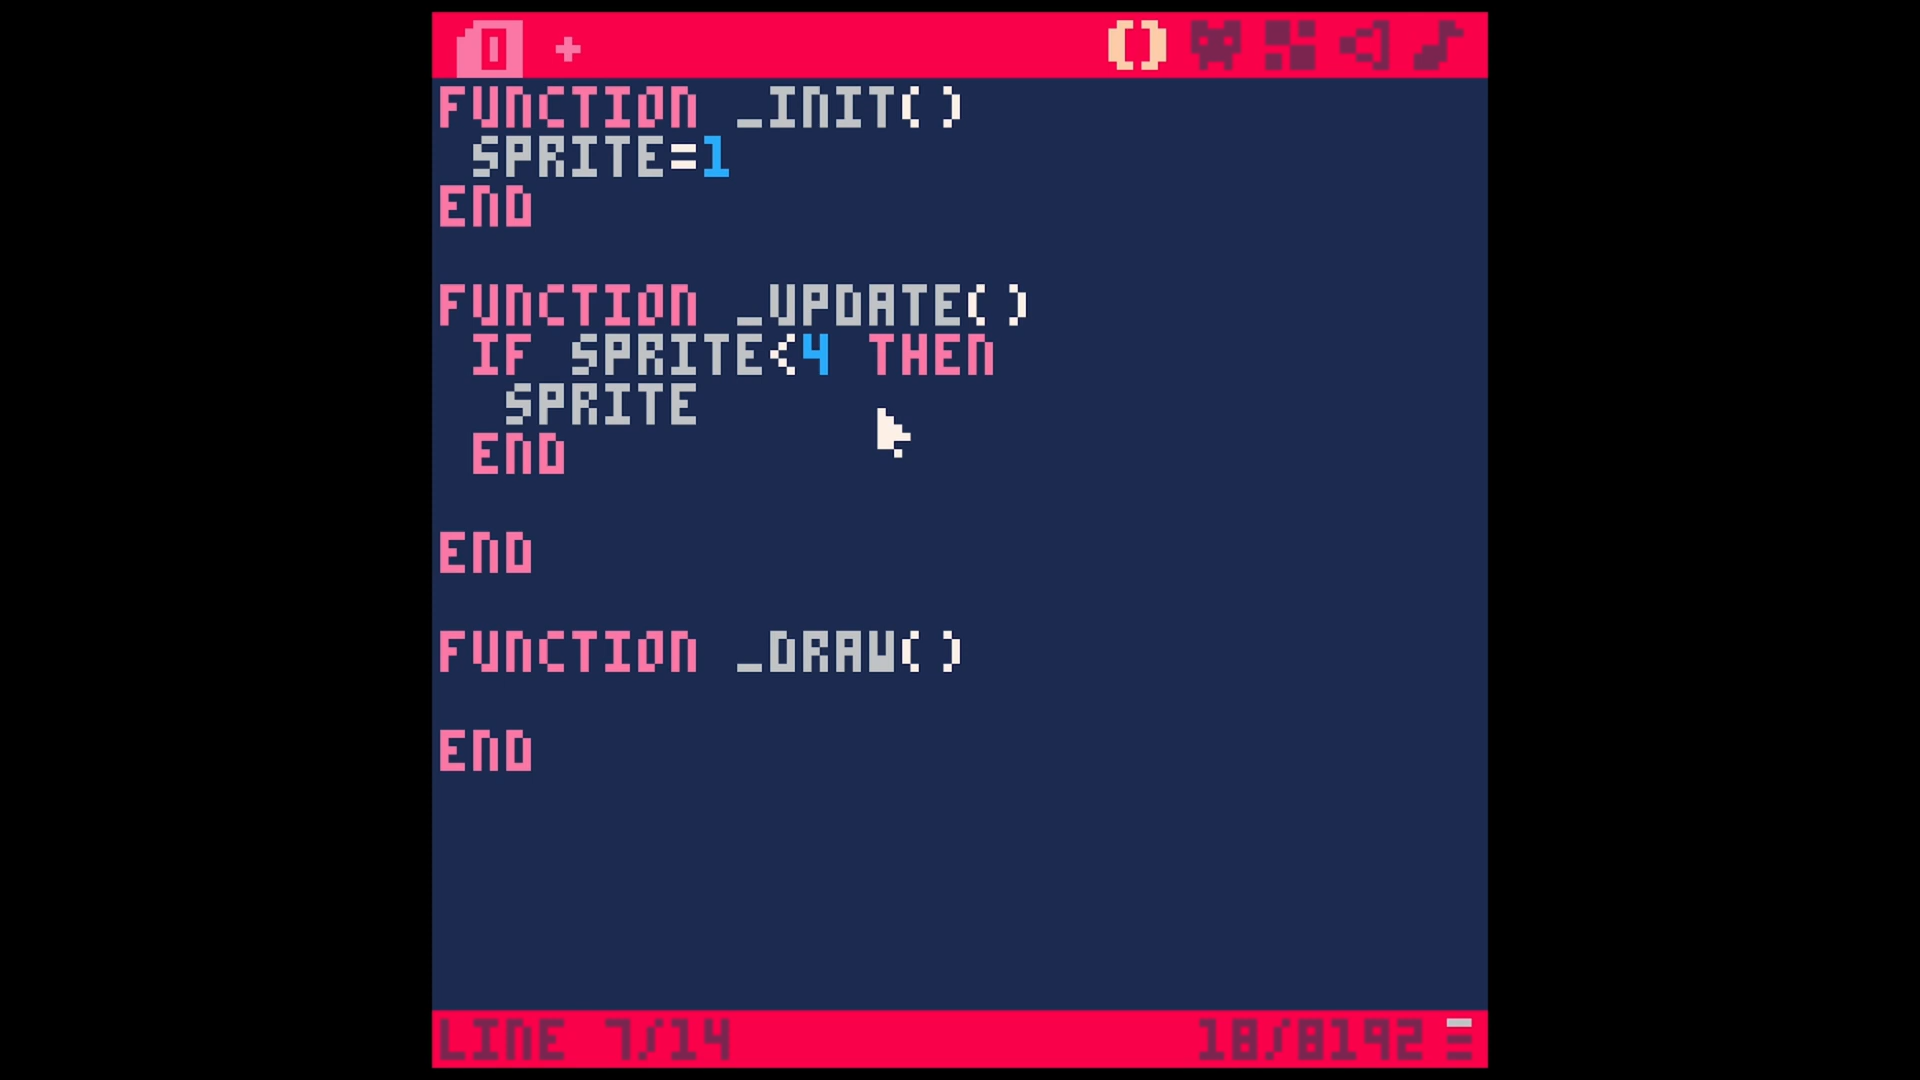 0 +
FUNCTION _INIT()
SPRITE=1
END
FUNCTION _UPDATE()
IF SPRITE<4 THEN
SPRITE
END
END
FUNCTION _DRAW()
END
LINE 7/14 18/8192